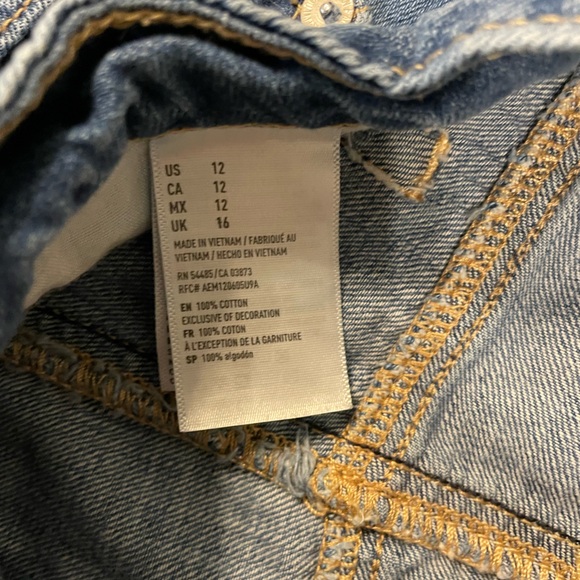 US 12
CA 12
MX 12
UK 16
MADE IN VIETNAM / FABRIQUÉ AU
VIETNAM / HECHO EN VIETNAM
RN 54485/CA 03873
RFC# AEM120605U9A
EN 100% COTTON
EXCLUSIVE OF DECORATION
FR 100% COTON
À L'EXCEPTION DE LA GARNITURE
SP 100% algodón